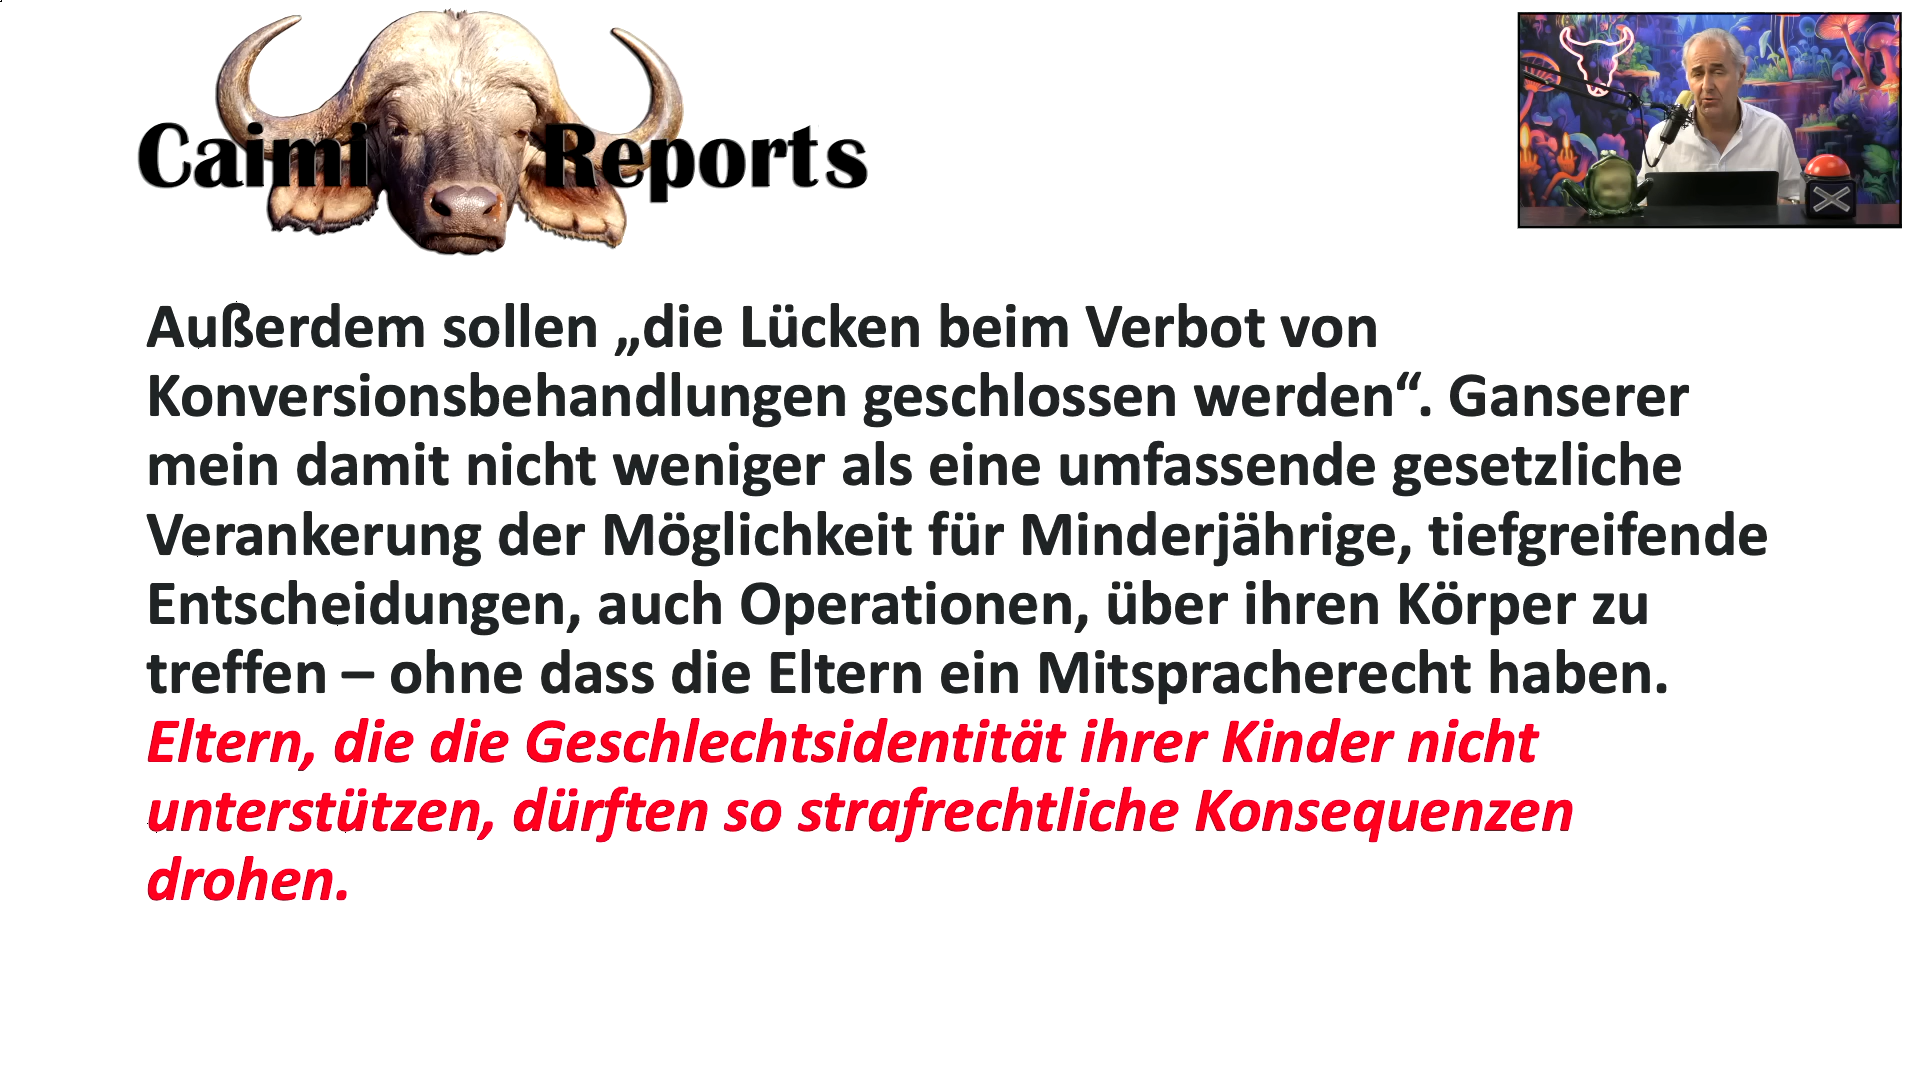 Caimi Reports
Außerdem sollen „die Lücken beim Verbot von
Konversionsbehandlungen geschlossen werden“. Ganserer
mein damit nicht weniger als eine umfassende gesetzliche
Verankerung der Möglichkeit für Minderjährige, tiefgreifende
Entscheidungen, auch Operationen, über ihren Körper zu
treffen – ohne dass die Eltern ein Mitspracherecht haben.
Eltern, die die Geschlechtsidentität ihrer Kinder nicht
unterstützen, dürften so strafrechtliche Konsequenzen
drohen.